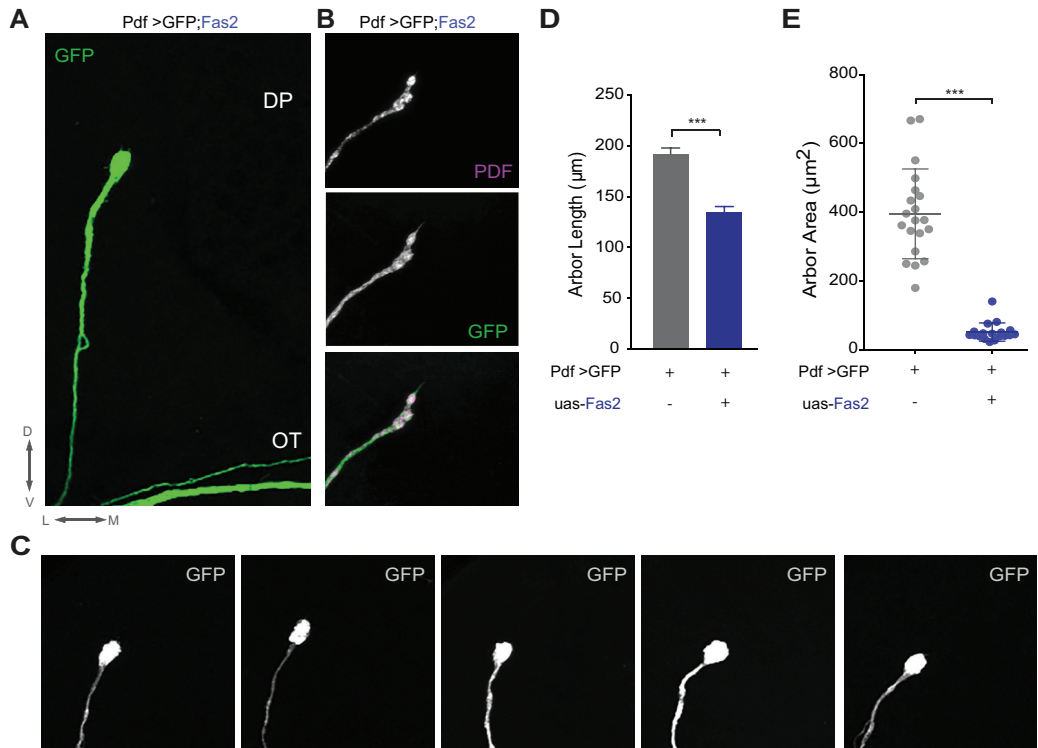 A
Pdf >GFP;Fas2
GFP
DP
OT
D
V
L M
B
Pdf >GFP;Fas2
PDF
GFP
D
250
200
150
100
50
0
Arbor Length (µm)
***
Pdf >GFP + +
uas-Fas2 - +
E
800
600
400
200
0
Arbor Area (µm²)
***
Pdf >GFP + +
uas-Fas2 - +
C
GFP
GFP
GFP
GFP
GFP